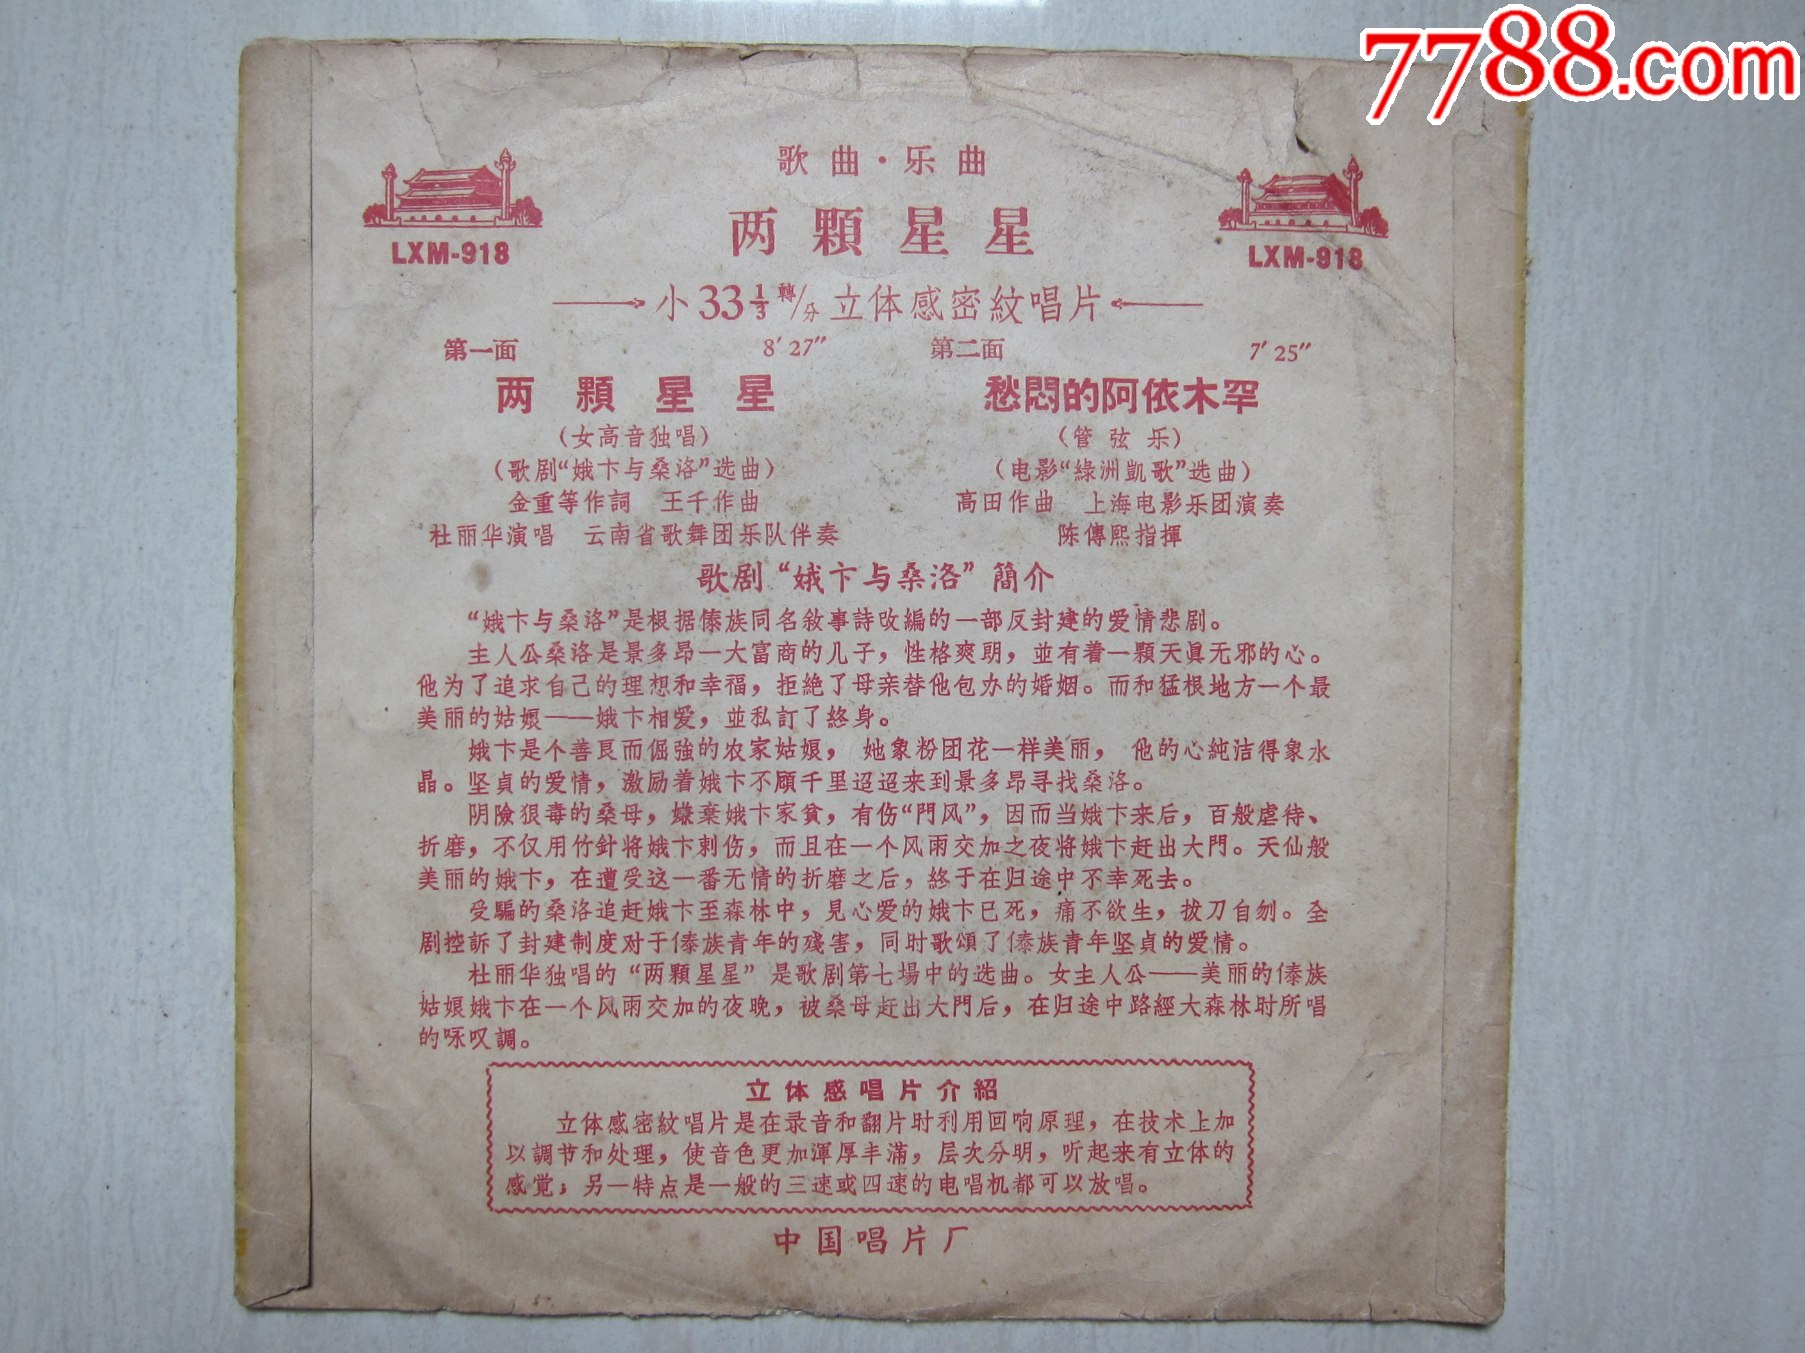 7788.com
歌曲·乐曲
两顆星星
LXM-918
LXM-918
小33⅓轉/分立体感密紋唱片
第一面 8′27″
两顆星星
(女高音独唱)
(歌剧“娥卞与桑洛”选曲)
金重等作詞 王千作曲
杜丽华演唱 云南省歌舞团乐队伴奏
第二面 7′25″
愁悶的阿依木罕
(管弦乐)
(电影“綠洲凱歌”选曲)
高田作曲 上海电影乐团演奏
陈傳熙指揮
歌剧“娥卞与桑洛”簡介
“娥卞与桑洛”是根据傣族同名敘事詩改編的一部反封建的爱情悲剧。
主人公桑洛是景多昂一大富商的儿子，性格爽朗，並有着一顆天眞无邪的心。
他为了追求自己的理想和幸福，拒絶了母亲替他包办的婚姻。而和猛根地方一个最
美丽的姑娘——娥卞相爱，並私訂了終身。
娥卞是个善良而倔強的农家姑娘，她象粉团花一样美丽，他的心純洁得象水
晶。坚貞的爱情，激励着娥卞不顾千里迢迢来到景多昂寻找桑洛。
阴險狠毒的桑母，嫌棄娥卞家貧，有伤“門风”，因而当娥卞来后，百般虐待、
折磨，不仅用竹針将娥卞刺伤，而且在一个风雨交加之夜将娥卞赶出大門。天仙般
美丽的娥卞，在遭受这一番无情的折磨之后，終于在归途中不幸死去。
受騙的桑洛追赶娥卞至森林中，見心爱的娥卞已死，痛不欲生，拔刀自刎。全
剧控訴了封建制度对于傣族青年的殘害，同时歌頌了傣族青年坚貞的爱情。
杜丽华独唱的“两顆星星”是歌剧第七場中的选曲。女主人公——美丽的傣族
姑娘娥卞在一个风雨交加的夜晚，被桑母赶出大門后，在归途中路經大森林时所唱
的咏叹調。
立体感唱片介紹
立体感密紋唱片是在录音和翻片时利用回响原理，在技术上加
以調节和处理，使音色更加渾厚丰滿，层次分明，听起来有立体的
感觉；另一特点是一般的三速或四速的电唱机都可以放唱。
中国唱片厂